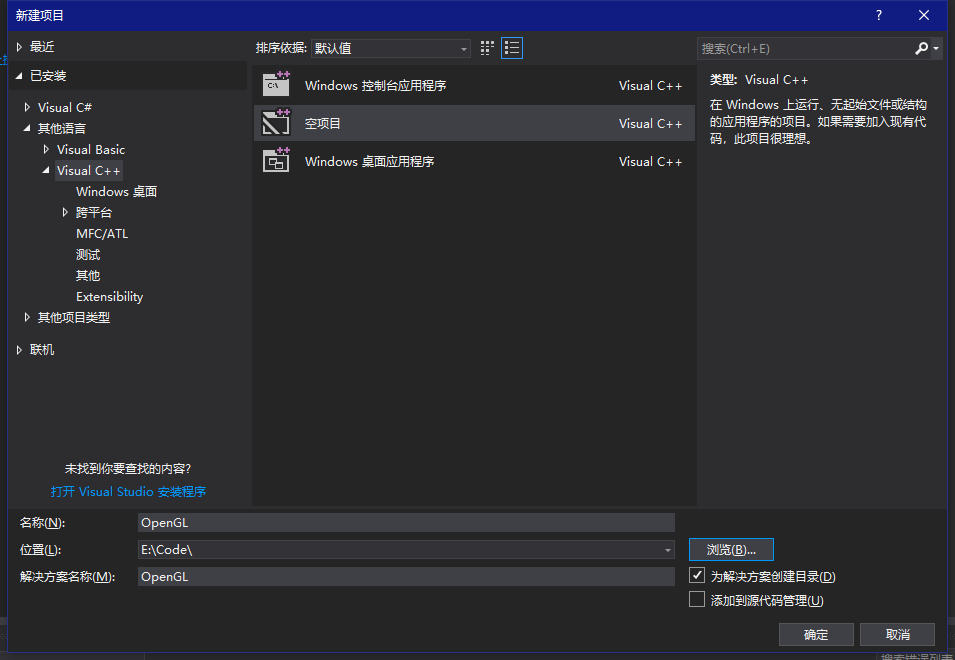 新建项目
?
最近
已安装
Visual C#
其他语言
Visual Basic
Visual C++
Windows 桌面
跨平台
MFC/ATL
测试
其他
Extensibility
其他项目类型
联机
未找到你要查找的内容?
打开 Visual Studio 安装程序
排序依据: 默认值
Windows 控制台应用程序 Visual C++
空项目 Visual C++
Windows 桌面应用程序 Visual C++
搜索(Ctrl+E)
类型: Visual C++
在 Windows 上运行、无起始文件或结构
的应用程序的项目。如果需要加入现有代
码，此项目很理想。
名称(N): OpenGL
位置(L): E:\Code\
浏览(B)...
解决方案名称(M): OpenGL
为解决方案创建目录(D)
添加到源代码管理(U)
确定 取消
搜索错误列表